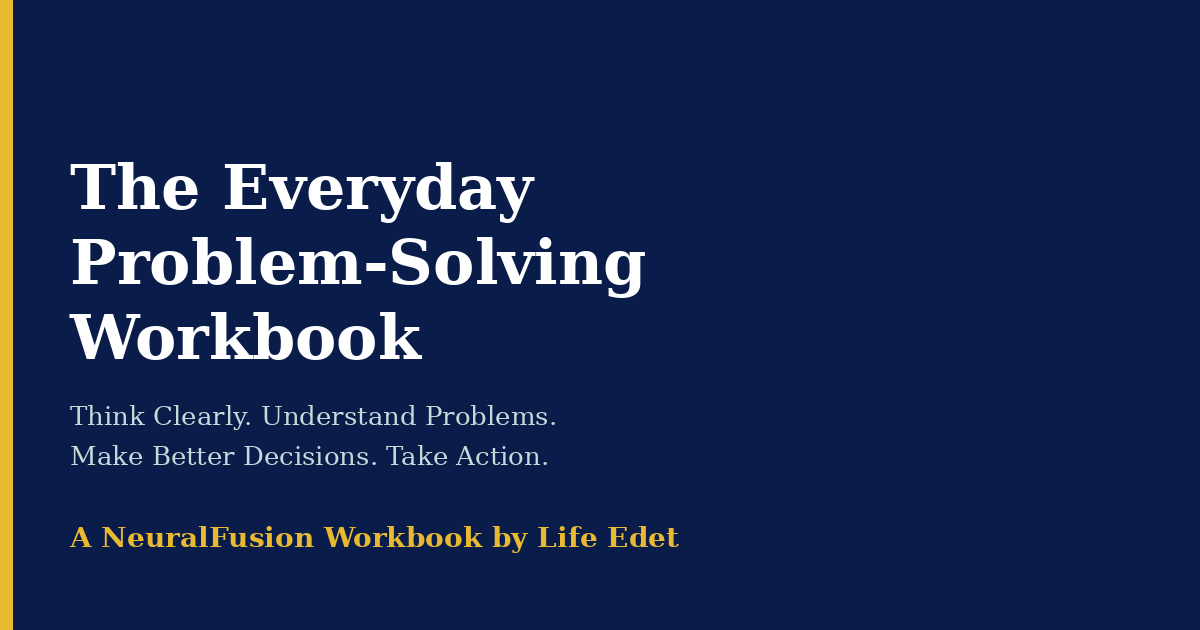 The Everyday
Problem-Solving
Workbook
Think Clearly. Understand Problems.
Make Better Decisions. Take Action.
A NeuralFusion Workbook by Life Edet